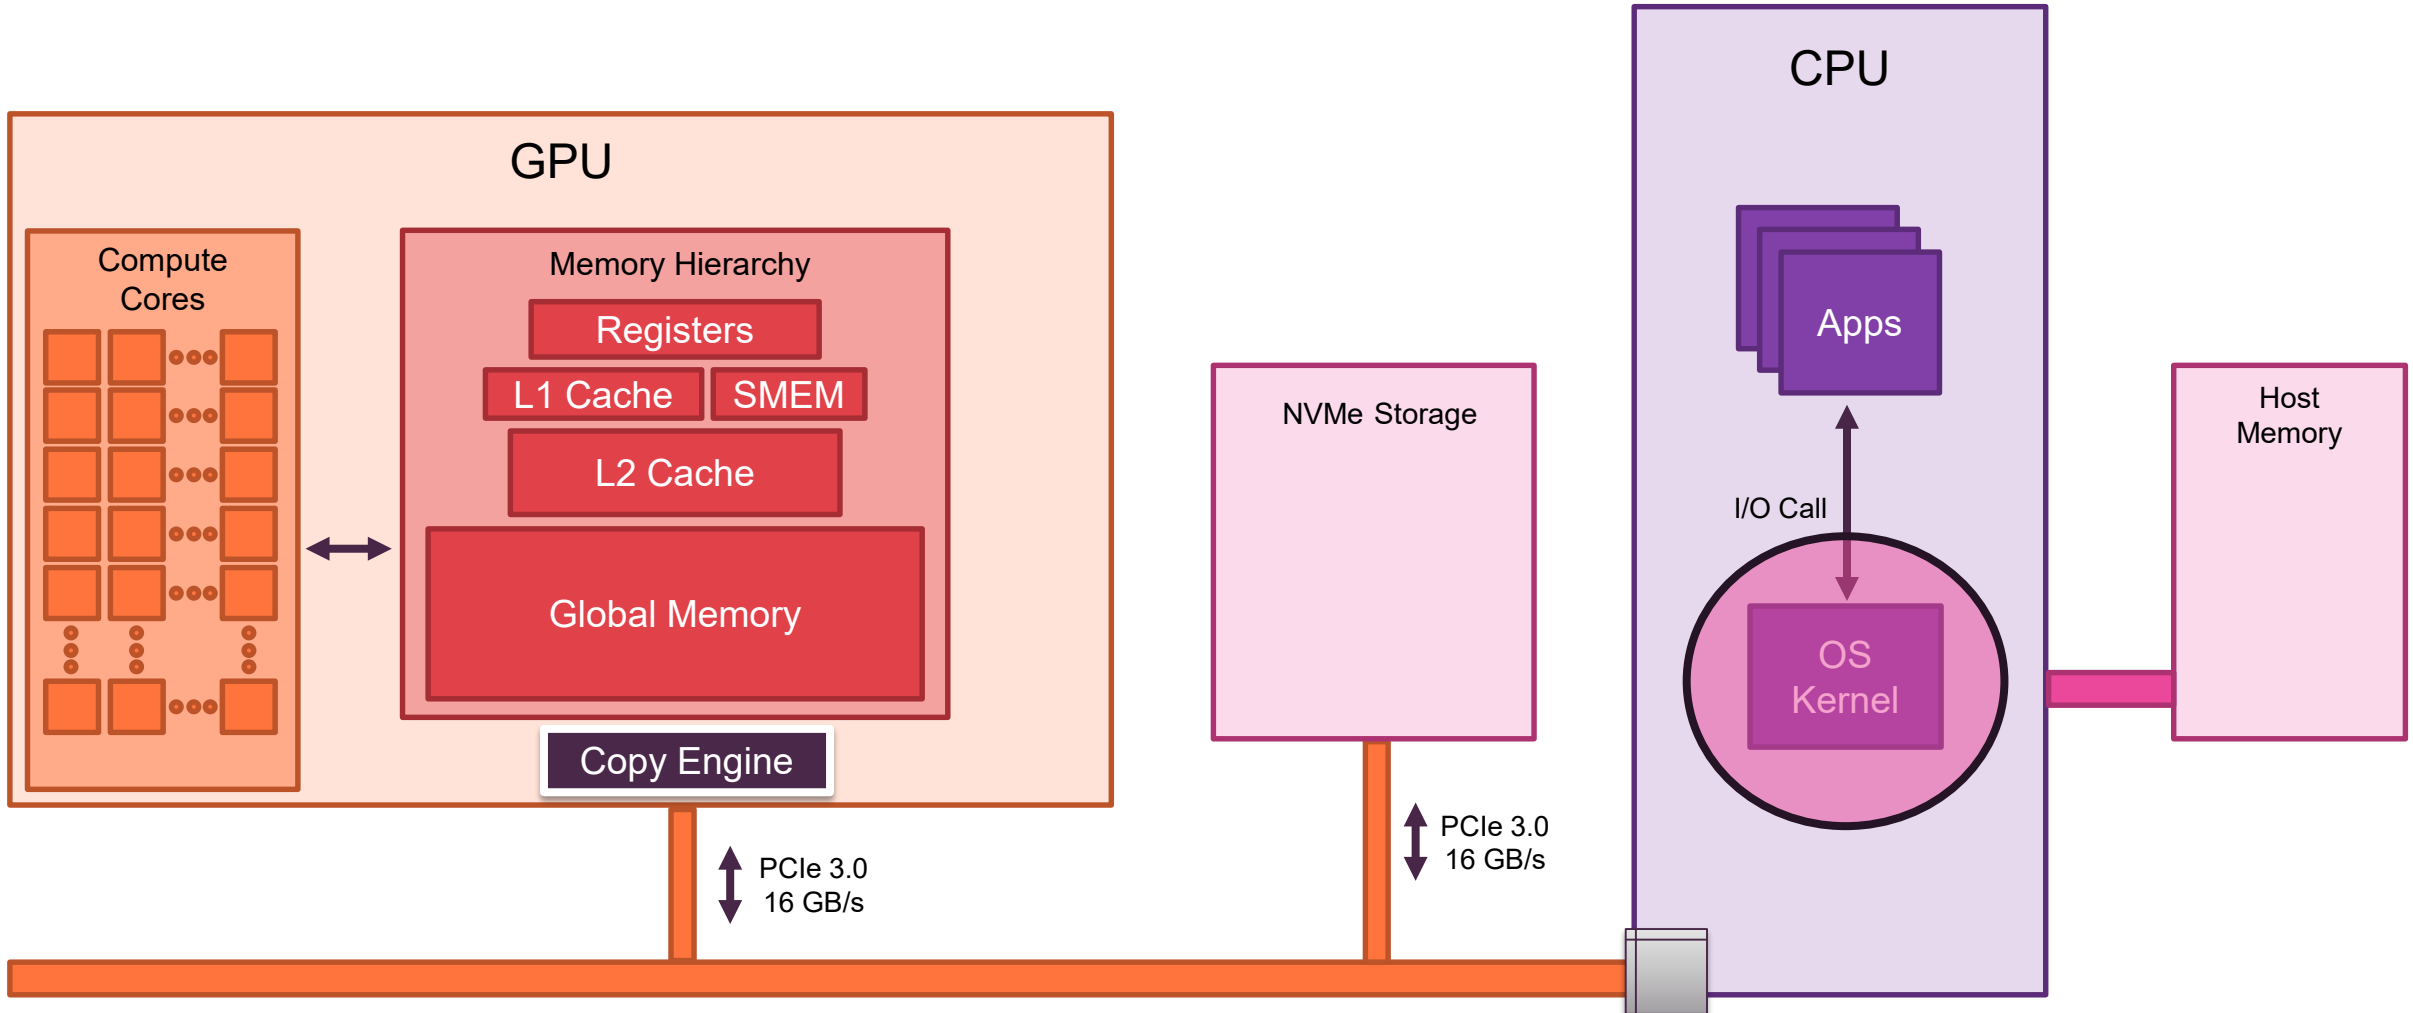 CPU
GPU
Compute
Cores
Memory Hierarchy
Registers
L1 Cache
SMEM
L2 Cache
Global Memory
Copy Engine
PCIe 3.0
16 GB/s
NVMe Storage
PCIe 3.0
16 GB/s
Apps
I/O Call
OS
Kernel
Host
Memory